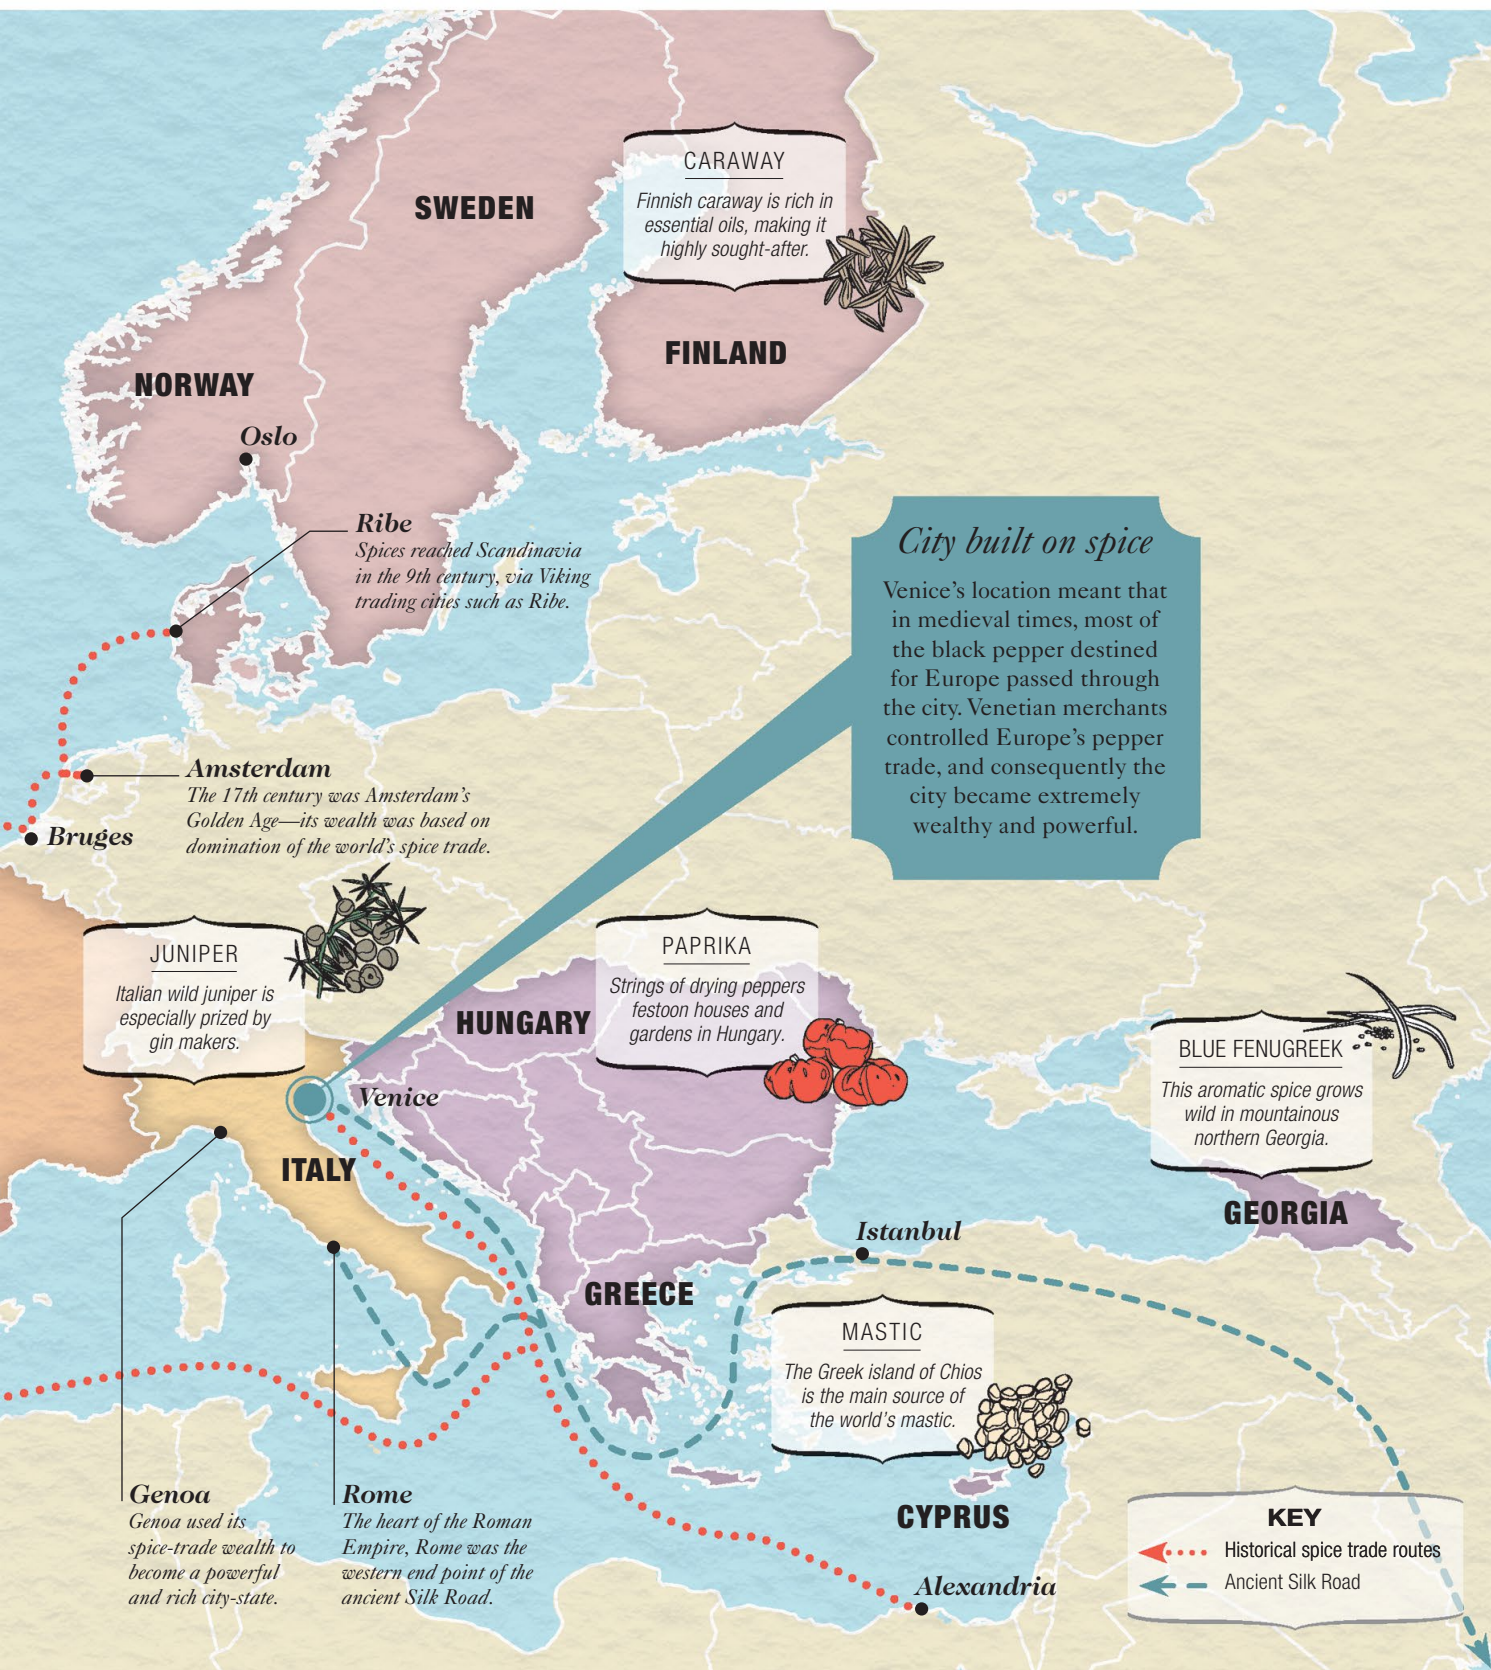 CARAWAY
Finnish caraway is rich in
essential oils, making it
highly sought-after.
SWEDEN
FINLAND
NORWAY
Oslo
Ribe
Spices reached Scandinavia
in the 9th century, via Viking
trading cities such as Ribe.
City built on spice
Venice's location meant that
in medieval times, most of
the black pepper destined
for Europe passed through
the city. Venetian merchants
controlled Europe's pepper
trade, and consequently the
city became extremely
wealthy and powerful.
Amsterdam
The 17th century was Amsterdam's
Golden Age—its wealth was based on
domination of the world's spice trade.
Bruges
JUNIPER
Italian wild juniper is
especially prized by
gin makers.
PAPRIKA
Strings of drying peppers
festoon houses and
gardens in Hungary.
HUNGARY
BLUE FENUGREEK
This aromatic spice grows
wild in mountainous
northern Georgia.
Venice
ITALY
GEORGIA
Istanbul
GREECE
MASTIC
The Greek island of Chios
is the main source of
the world's mastic.
Genoa
Genoa used its
spice-trade wealth to
become a powerful
and rich city-state.
Rome
The heart of the Roman
Empire, Rome was the
western end point of the
ancient Silk Road.
CYPRUS
Alexandria
KEY
Historical spice trade routes
Ancient Silk Road